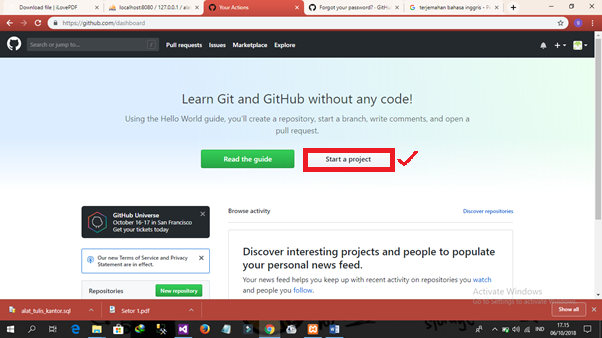 Download file | iLovePDF
localhost:8080 / 127.0.0.1 / ala
Your Actions
Forgot your password? · GitHu
terjemahan bahasa inggris - P
https://github.com/dashboard
Search or jump to...
Pull requests
Issues
Marketplace
Explore
Learn Git and GitHub without any code!
Using the Hello World guide, you'll create a repository, start a branch, write comments, and open a
pull request.
Read the guide
Start a project
GitHub Universe
October 16-17 in San Francisco
Get your tickets today
Our new Terms of Service and Privacy
Statement are in effect.
Repositories
New repository
Browse activity
Discover repositories
Discover interesting projects and people to populate
your personal news feed.
Your news feed helps you keep up with recent activity on repositories you watch
and people you follow.
Activate Windows
Go to Settings to activate Windows.
alat_tulis_kantor.sql
Setor 1.pdf
Show all
IND
17.15
06/10/2018